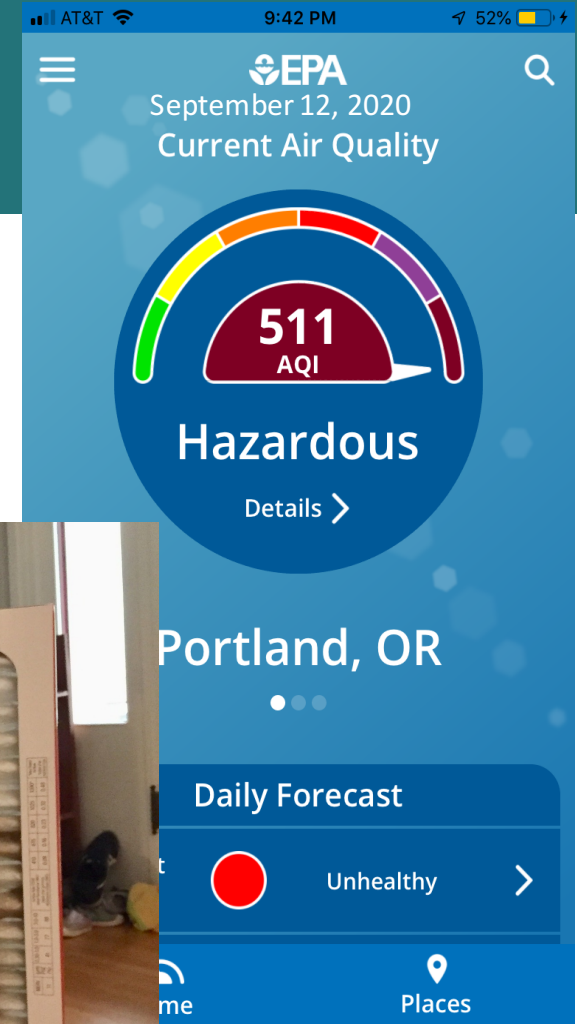 AT&T 9:42 PM 52%
EPA
September 12, 2020
Current Air Quality
511
AQI
Hazardous
Details
Portland, OR
Daily Forecast
t Unhealthy
me Places